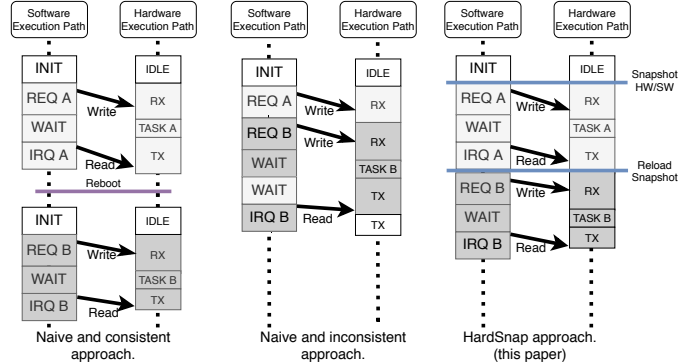 Software
Execution Path
Hardware
Execution Path
INIT
IDLE
REQ A
Write
RX
WAIT
TASK A
IRQ A
Read
TX
Reboot
INIT
IDLE
REQ B
Write
RX
WAIT
TASK B
IRQ B
Read
TX
Naive and consistent
approach.
Software
Execution Path
Hardware
Execution Path
INIT
IDLE
REQ A
Write
RX
REQ B
Write
RX
WAIT
TASK B
WAIT
TX
IRQ B
Read
TX
Naive and inconsistent
approach.
Software
Execution Path
Hardware
Execution Path
INIT
IDLE
Snapshot
HW/SW
REQ A
Write
RX
WAIT
TASK A
IRQ A
Read
TX
Reload
Snapshot
REQ B
Write
RX
WAIT
TASK B
IRQ B
Read
TX
HardSnap approach.
(this paper)